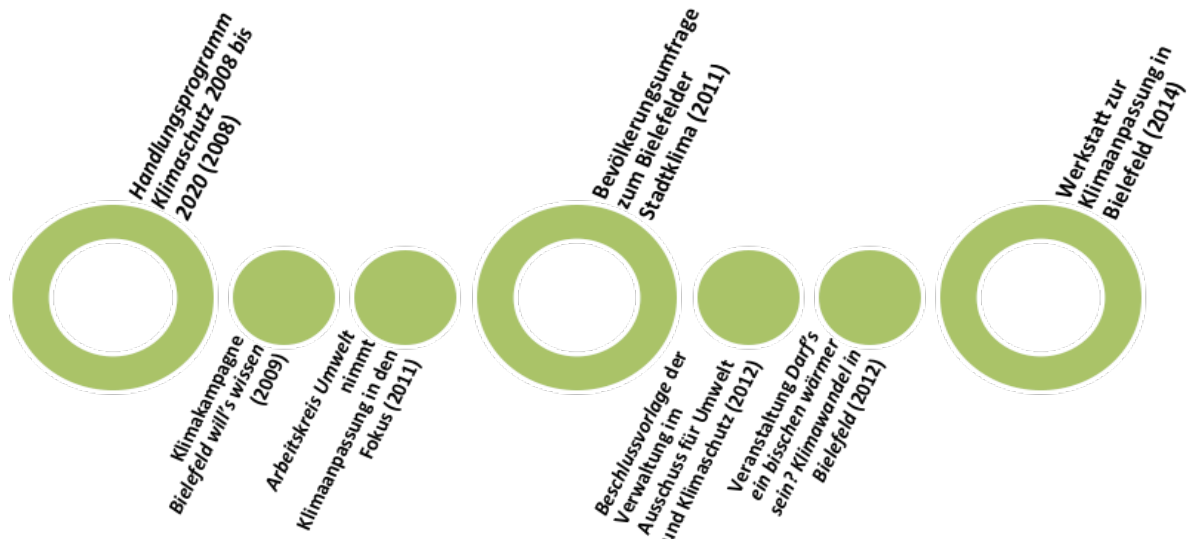 Handlungsprogramm
Klimaschutz 2008 bis
2020 (2008)
Klimakampagne
Bielefeld will's wissen
(2009)
Arbeitskreis Umwelt
nimmt
Klimaanpassung in den
Fokus (2011)
Bevölkerungsumfrage
zum Bielefelder
Stadtklima (2011)
Beschlussvorlage der
Verwaltung im
Ausschuss für Umwelt
und Klimaschutz (2012)
Veranstaltung Darf's
ein bisschen wärmer
sein? Klimawandel in
Bielefeld (2012)
Werkstatt zur
Klimaanpassung in
Bielefeld (2014)